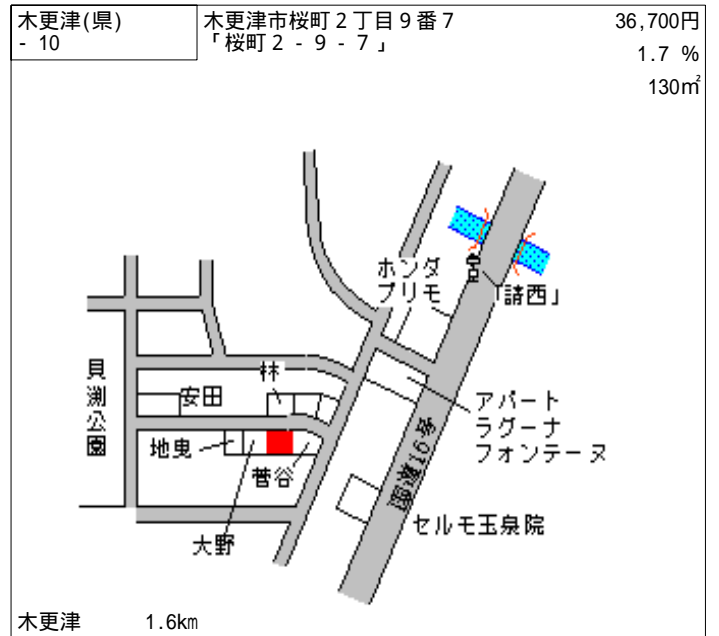 木更津(県)
- 10
木更津市桜町２丁目９番７
「桜町２‐９‐７」
36,700円
1.7 %
130㎡
ホンダ
プリモ
「請西」
林
貝渕公園
安田
アパート
ラグーナ
フォンテーヌ
地曳
菅谷
国道16号
大野
セルモ玉泉院
木更津 1.6km